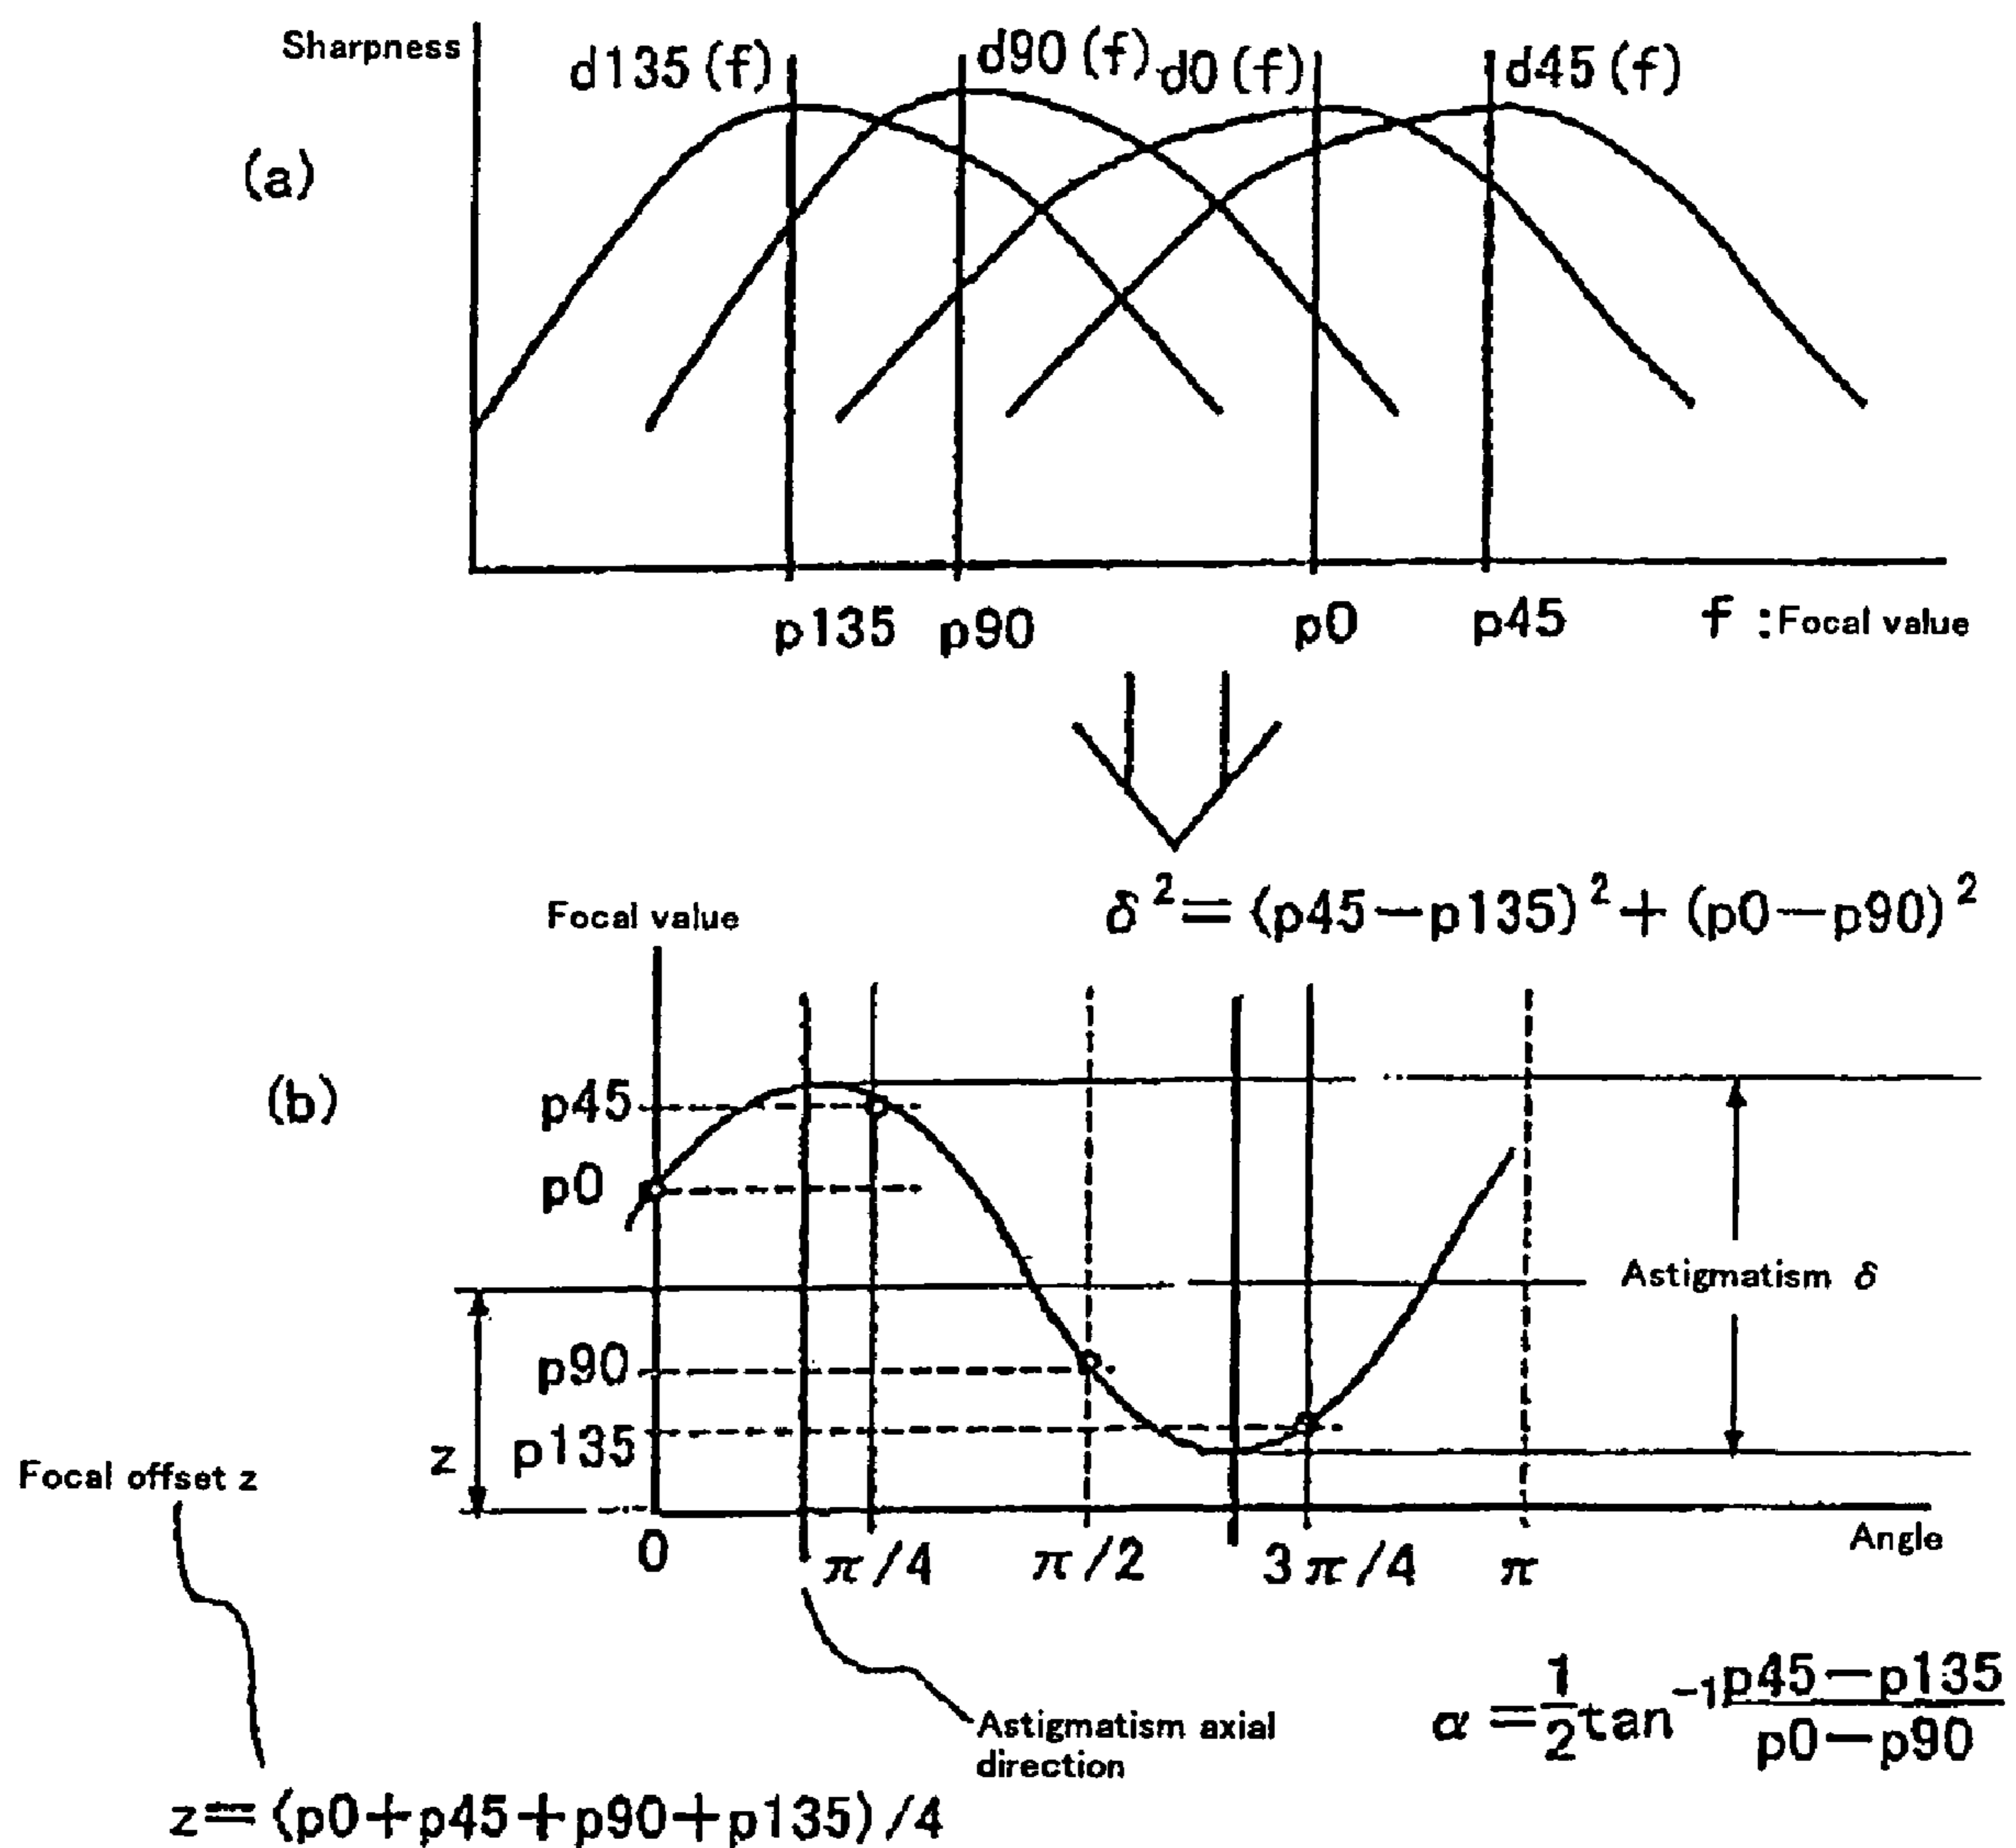 Sharpness
d135(f)
d90(f)
d0(f)
d45(f)
(a)
p135
p90
p0
p45
f :Focal value
δ²=(p45-p135)²+(p0-p90)²
Focal value
(b)
p45
p0
Astigmatism δ
p90
p135
z
Focal offset z
Angle
0
π/4
π/2
3π/4
π
α=1/2 tan⁻¹ p45-p135/p0-p90
Astigmatism axial
direction
z=(p0+p45+p90+p135)/4